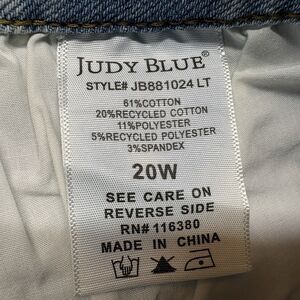 JUDY BLUE®
STYLE# JB881024 LT
61%COTTON
20%RECYCLED COTTON
11%POLYESTER
5%RECYCLED POLYESTER
3%SPANDEX
20W
SEE CARE ON
REVERSE SIDE
RN# 116380
MADE IN CHINA